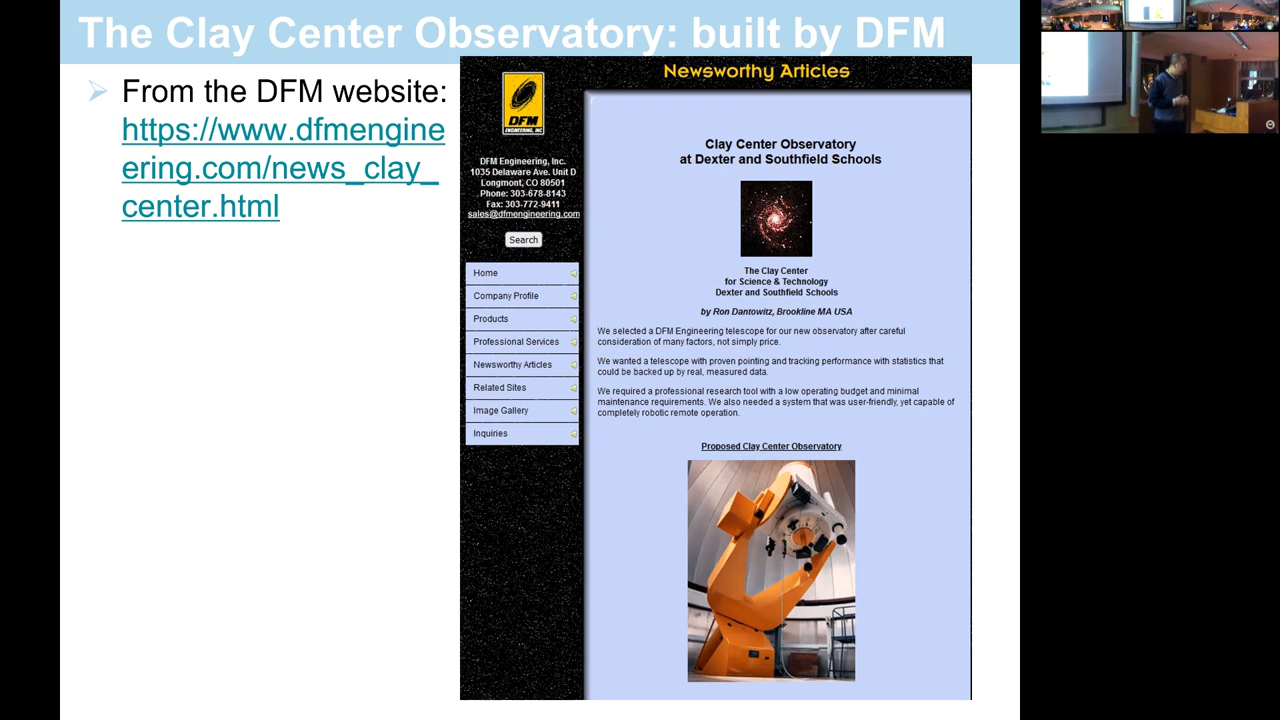 The Clay Center Observatory: built by DFM
From the DFM website:
https://www.dfmengine
ering.com/news_clay_
center.html
Newsworthy Articles
DFM
ENGINEERING, INC
DFM Engineering, Inc.
1035 Delaware Ave. Unit D
Longmont, CO 80501
Phone: 303-678-8143
Fax: 303-772-9411
sales@dfmengineering.com
Search
Home
Company Profile
Products
Professional Services
Newsworthy Articles
Related Sites
Image Gallery
Inquiries
Clay Center Observatory
at Dexter and Southfield Schools
The Clay Center
for Science & Technology
Dexter and Southfield Schools
by Ron Dantowitz, Brookline MA USA
We selected a DFM Engineering telescope for our new observatory after careful
consideration of many factors, not simply price.
We wanted a telescope with proven pointing and tracking performance with statistics that
could be backed up by real, measured data.
We required a professional research tool with a low operating budget and minimal
maintenance requirements. We also needed a system that was user-friendly, yet capable of
completely robotic remote operation.
Proposed Clay Center Observatory